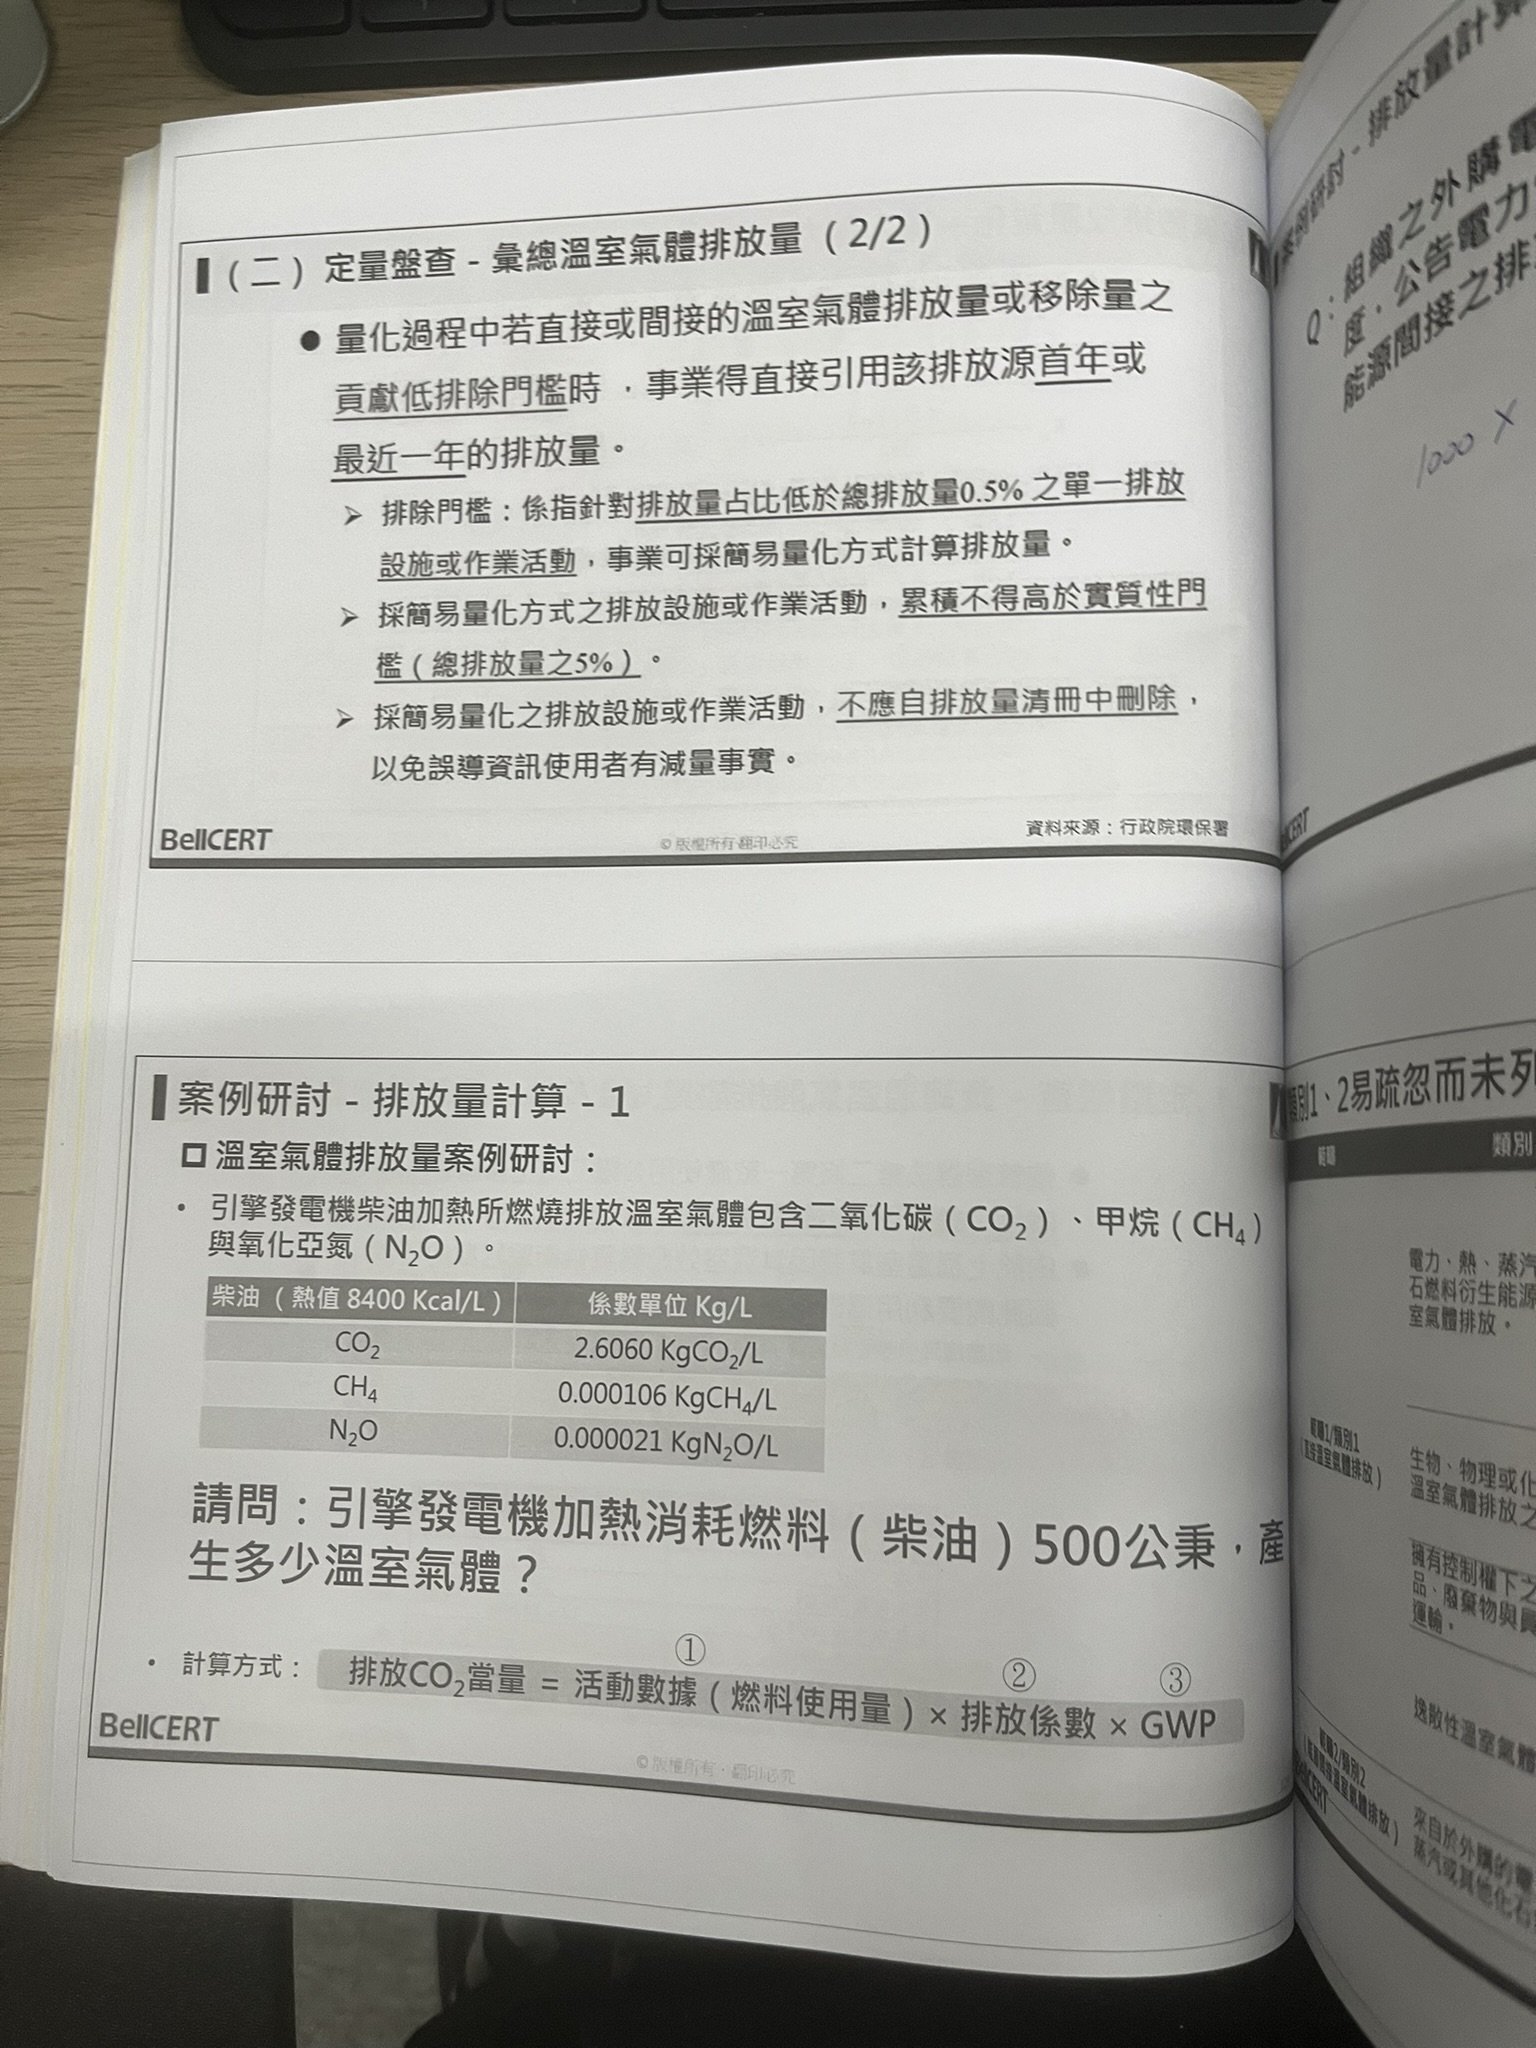 （二）定量盤查 - 彙總溫室氣體排放量（2/2）
● 量化過程中若直接或間接的溫室氣體排放量或移除量之
貢獻低排除門檻時，事業得直接引用該排放源首年或
最近一年的排放量。
➢ 排除門檻：係指針對排放量占比低於總排放量0.5% 之單一排放
設施或作業活動，事業可採簡易量化方式計算排放量。
➢ 採簡易量化方式之排放設施或作業活動，累積不得高於實質性門
檻（總排放量之5%）。
➢ 採簡易量化之排放設施或作業活動，不應自排放量清冊中刪除，
以免誤導資訊使用者有減量事實。
BellCERT
© 版權所有 翻印必究
資料來源：行政院環保署
案例研討 - 排放量計算 - 1
溫室氣體排放量案例研討：
• 引擎發電機柴油加熱所燃燒排放溫室氣體包含二氧化碳（CO₂）、甲烷（CH₄）
與氧化亞氮（N₂O）。
柴油（熱值 8400 Kcal/L） 係數單位 Kg/L
CO₂ 2.6060 KgCO₂/L
CH₄ 0.000106 KgCH₄/L
N₂O 0.000021 KgN₂O/L
請問：引擎發電機加熱消耗燃料（柴油）500公秉，產
生多少溫室氣體？
① ② ③
• 計算方式： 排放CO₂當量 = 活動數據（燃料使用量）× 排放係數 × GWP
BellCERT
© 版權所有．翻印必究
案例研討 - 排放量計算
Q：組織之外購電
度，公告電力
能源間接之排
1000 ×
類別1、2易疏忽而未列
範疇 類別
電力、熱、蒸汽
石燃料衍生能源
室氣體排放。
範疇1/類別1
（直接溫室氣體排放）
生物、物理或化
溫室氣體排放之
擁有控制權下之
品、廢棄物與員
運輸。
逸散性溫室氣體
範疇2/類別2
（能源間接溫室氣體排放）
來自於外購的電
蒸汽或其他化石